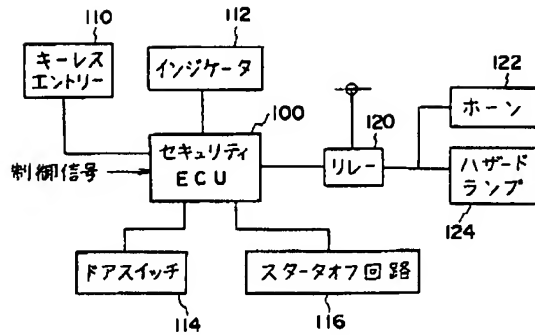 110
キーレス
エントリー
112
インジケータ
100
セキュリティ
ECU
制御信号
120
リレー
122
ホーン
ハザード
ランプ
124
ドアスイッチ
114
スタータオフ回路
116